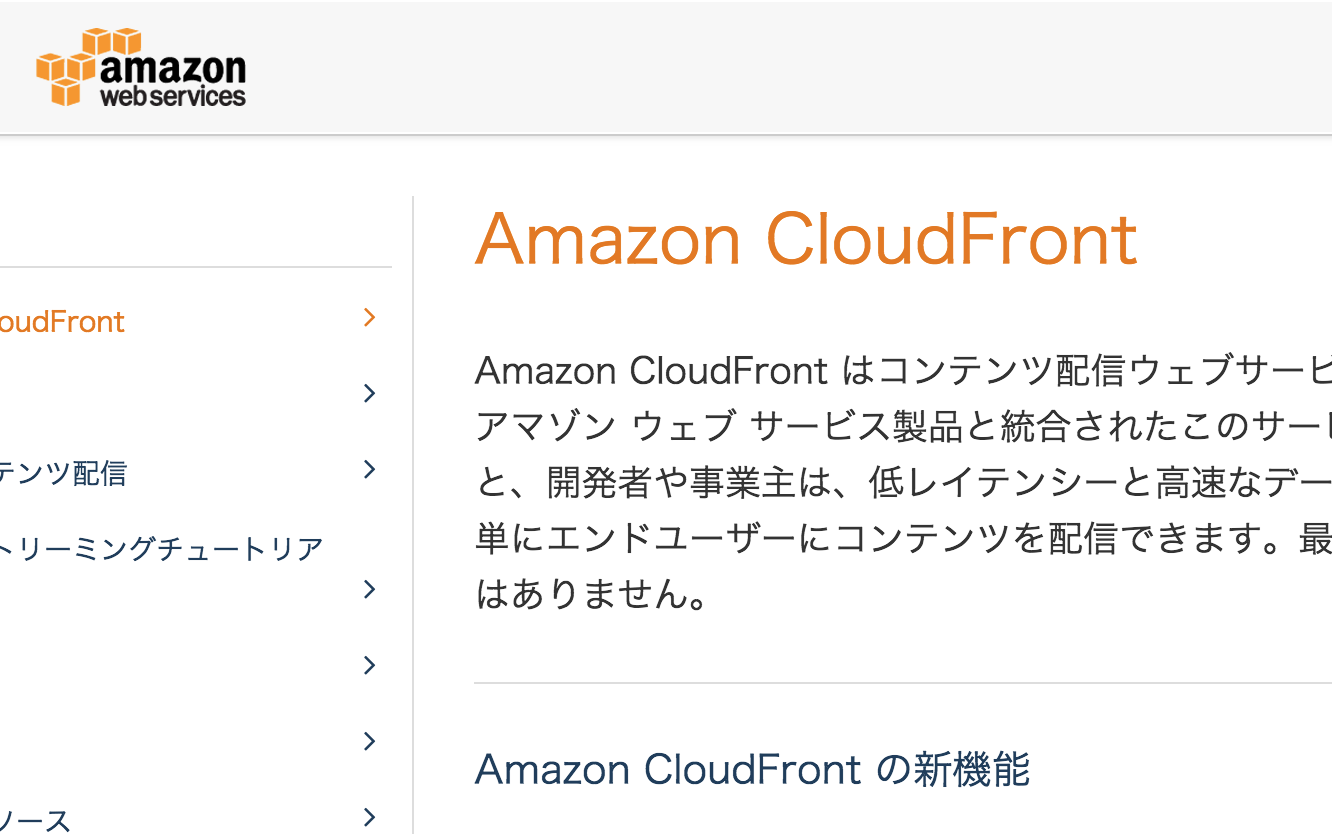 amazon
web services
oudFront
テンツ配信
トリーミングチュートリア
ソース
Amazon CloudFront
Amazon CloudFront はコンテンツ配信ウェブサービ
アマゾン ウェブ サービス製品と統合されたこのサー
と、開発者や事業主は、低レイテンシーと高速なデー
単にエンドユーザーにコンテンツを配信できます。最
はありません。
Amazon CloudFront の新機能